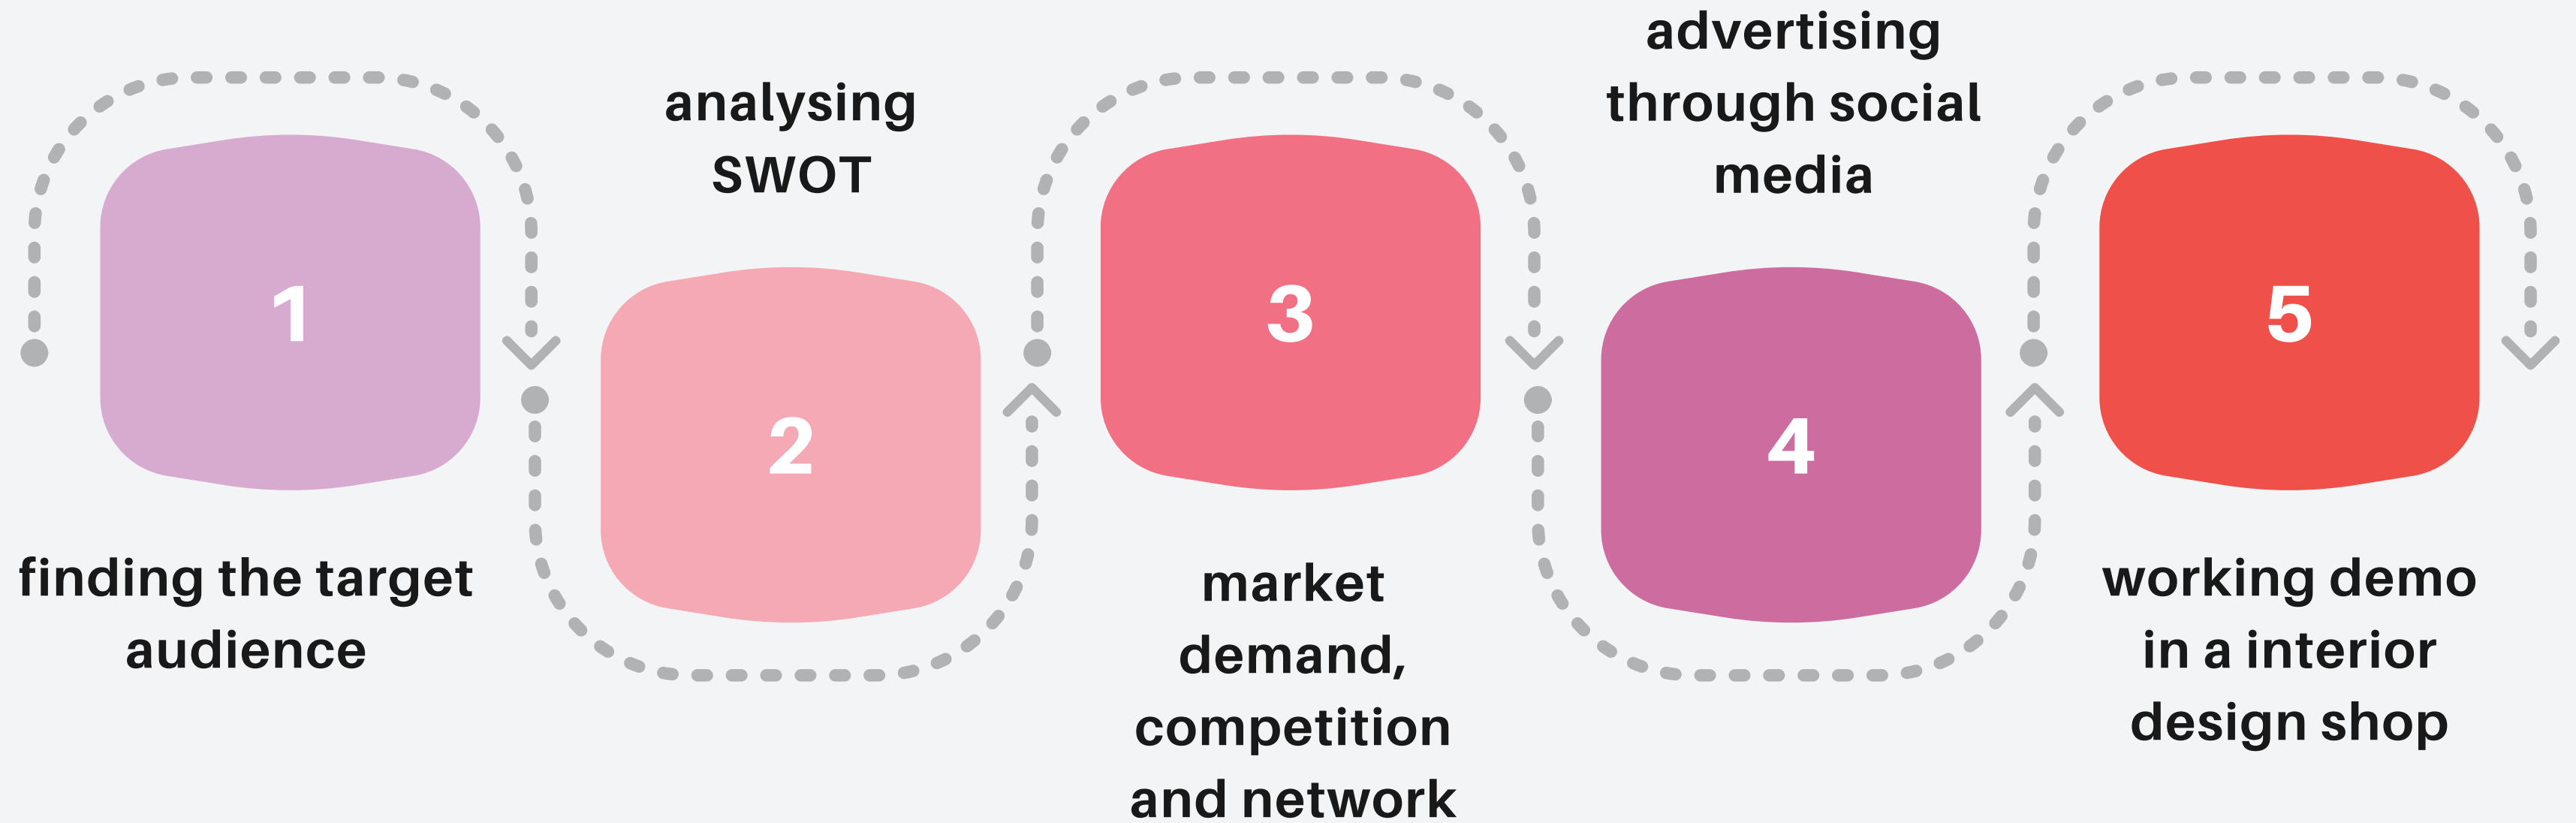 1
finding the target
audience
analysing
SWOT
2
3
market
demand,
competition
and network
advertising
through social
media
4
5
working demo
in a interior
design shop